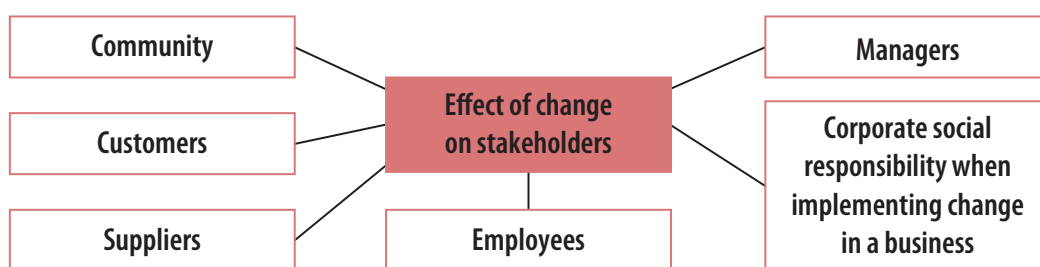 Community
Customers
Suppliers
Effect of change
on stakeholders
Employees
Managers
Corporate social
responsibility when
implementing change
in a business